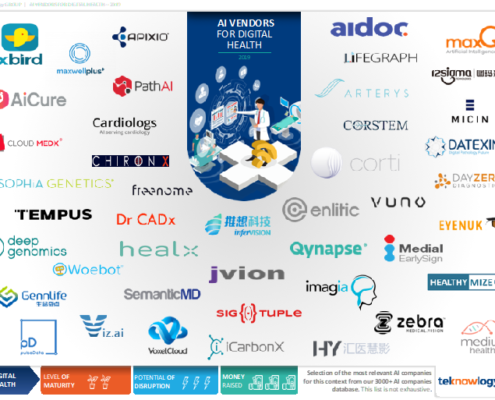 AI VENDORS
FOR DIGITAL
HEALTH
xbird
APIXIO
maxwellplus
PathAI
AiCure
Cardiologs
CLOUD MEDX
CHIRON X
SOPHIA GENETICS
freenome
TEMPUS
Dr CADx
deep
genomics
healx
Woebot
Gennlife
SemanticMD
viz.ai
VoxelCloud
iCarbonX
推想科技
inferVISION
jvion
SIG{ }TUPLE
aidoc
maxQ
Artificial Intelligence
LIFEGRAPH
12sigma
ARTERYS
MICIN
CORSTEM
DATEXIM
corti
DAYZERO
DIAGNOSTICS
enlitic
VUNO
EYENUK
Qynapse
Medial
EarlySign
imagia
HEALTHY MIZE
zebra
MEDICAL VISION
HY 汇医慧影
medium
health
DIGITAL
HEALTH
LEVEL OF
MATURITY
POTENTIAL OF
DISRUPTION
MONEY
RAISED
Selection of the most relevant AI companies
for this context from our 3000+ AI companies
database. This list is not exhaustive.
teknowlogy